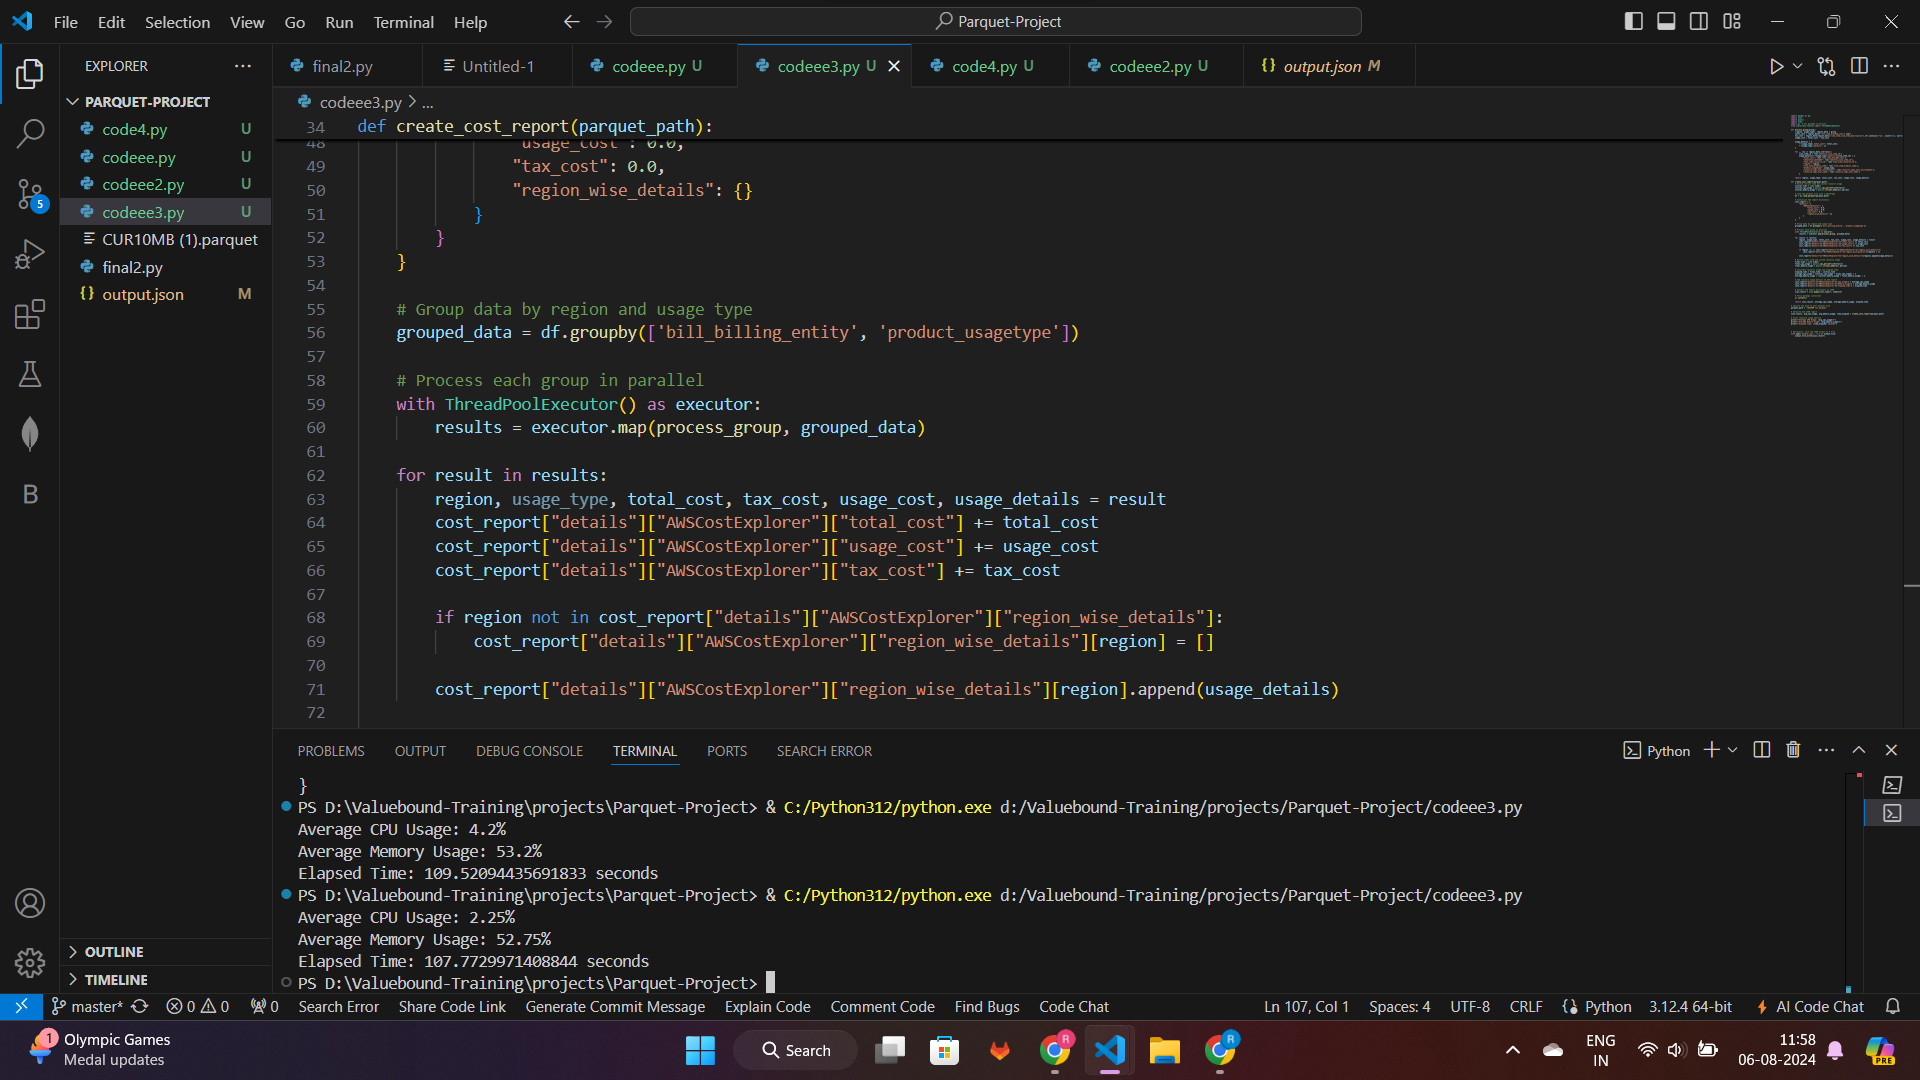 File Edit Selection View Go Run Terminal Help
Parquet-Project
EXPLORER
PARQUET-PROJECT
code4.py U
codeee.py U
codeee2.py U
codeee3.py U
CUR10MB (1).parquet
final2.py
output.json M
OUTLINE
TIMELINE
5
B
final2.py Untitled-1 codeee.py U codeee3.py U code4.py U codeee2.py U {} output.json M
codeee3.py > ...
34 def create_cost_report(parquet_path):
48 "usage_cost": 0.0,
49 "tax_cost": 0.0,
50 "region_wise_details": {}
51 }
52 }
53 }
54
55 # Group data by region and usage type
56 grouped_data = df.groupby(['bill_billing_entity', 'product_usagetype'])
57
58 # Process each group in parallel
59 with ThreadPoolExecutor() as executor:
60 results = executor.map(process_group, grouped_data)
61
62 for result in results:
63 region, usage_type, total_cost, tax_cost, usage_cost, usage_details = result
64 cost_report["details"]["AWSCostExplorer"]["total_cost"] += total_cost
65 cost_report["details"]["AWSCostExplorer"]["usage_cost"] += usage_cost
66 cost_report["details"]["AWSCostExplorer"]["tax_cost"] += tax_cost
67
68 if region not in cost_report["details"]["AWSCostExplorer"]["region_wise_details"]:
69 cost_report["details"]["AWSCostExplorer"]["region_wise_details"][region] = []
70
71 cost_report["details"]["AWSCostExplorer"]["region_wise_details"][region].append(usage_details)
72
PROBLEMS OUTPUT DEBUG CONSOLE TERMINAL PORTS SEARCH ERROR
Python
}
PS D:\Valuebound-Training\projects\Parquet-Project> & C:/Python312/python.exe d:/Valuebound-Training/projects/Parquet-Project/codeee3.py
Average CPU Usage: 4.2%
Average Memory Usage: 53.2%
Elapsed Time: 109.52094435691833 seconds
PS D:\Valuebound-Training\projects\Parquet-Project> & C:/Python312/python.exe d:/Valuebound-Training/projects/Parquet-Project/codeee3.py
Average CPU Usage: 2.25%
Average Memory Usage: 52.75%
Elapsed Time: 107.7729971408844 seconds
PS D:\Valuebound-Training\projects\Parquet-Project>
master* 0 0 0 Search Error Share Code Link Generate Commit Message Explain Code Comment Code Find Bugs Code Chat Ln 107, Col 1 Spaces: 4 UTF-8 CRLF Python 3.12.4 64-bit AI Code Chat
1
Olympic Games
Medal updates
Search
R
R
ENG
IN
11:58
06-08-2024
PRE